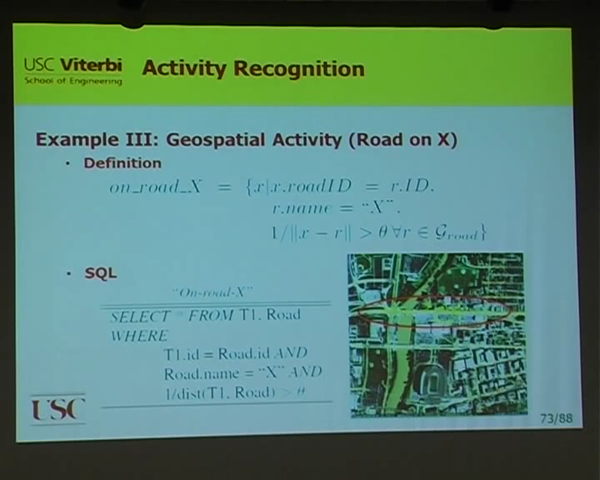 USC Viterbi
School of Engineering
Activity Recognition
Example III: Geospatial Activity (Road on X)
• Definition
on_road_X = {x|x.roadID = r.ID.
r.name = “X”.
1/||x − r|| > θ ∀r ∈ 𝒢road}
• SQL
“On-road-X”
SELECT * FROM T1. Road
WHERE
T1.id = Road.id AND
Road.name = “X” AND
1/dist(T1. Road) > θ
USC
73/88